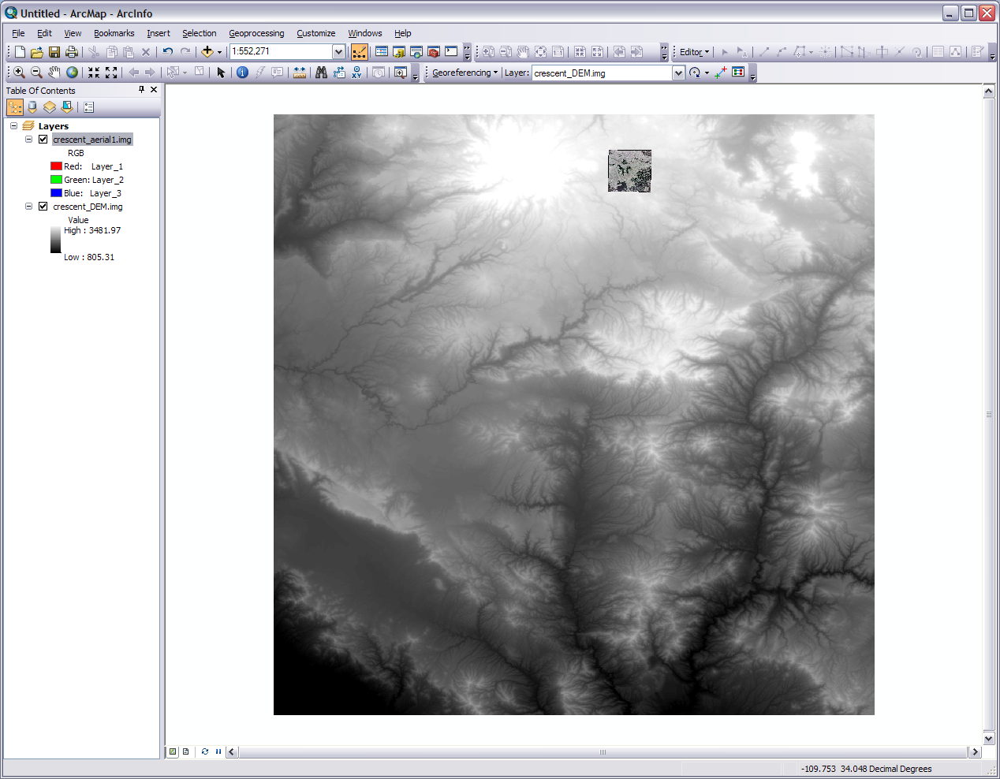 Untitled - ArcMap - ArcInfo
File Edit View Bookmarks Insert Selection Geoprocessing Customize Windows Help
1:552,271
Editor
Georeferencing Layer: crescent_DEM.img
Table Of Contents
Layers
crescent_aerial1.img
RGB
Red: Layer_1
Green: Layer_2
Blue: Layer_3
crescent_DEM.img
Value
High : 3481.97
Low : 805.31
-109.753 34.048 Decimal Degrees